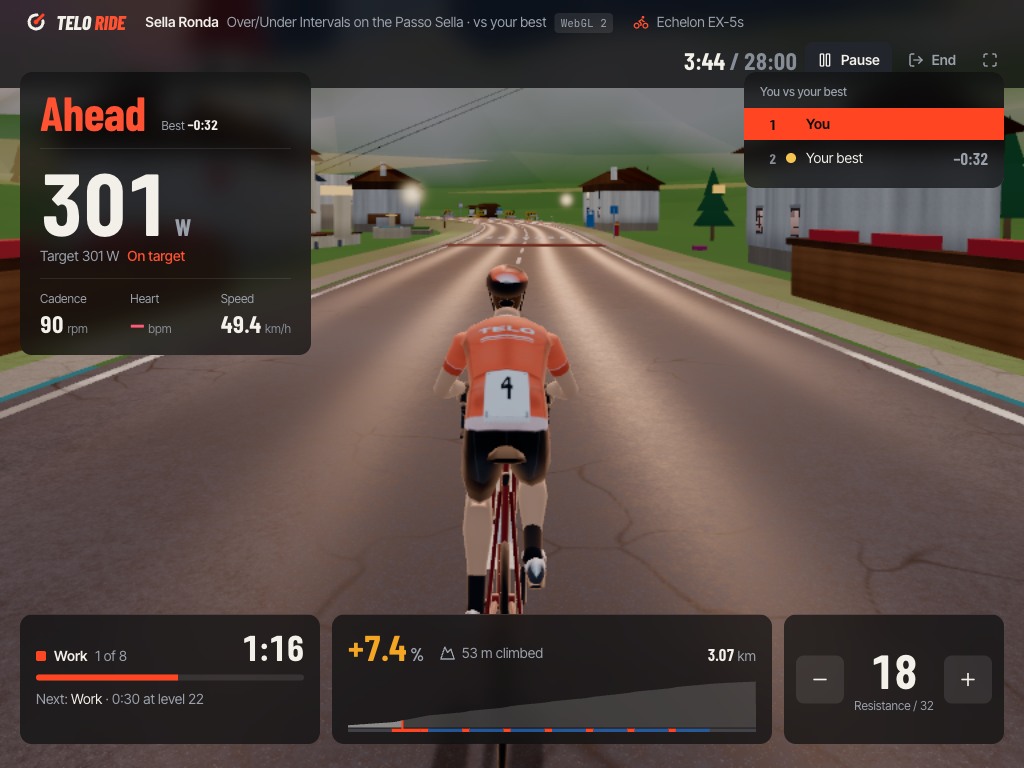 TELO RIDE Sella Ronda Over/Under Intervals on the Passo Sella · vs your best WebGL 2 Echelon EX-5s
3:44 / 28:00 Pause End
Ahead Best −0:32
301 W
Target 301 W On target
Cadence Heart Speed
90 rpm — bpm 49.4 km/h
You vs your best
1 You
2 Your best −0:32
TELO
4
Work 1 of 8 1:16
Next: Work · 0:30 at level 22
+7.4 % 53 m climbed 3.07 km
− 18 +
Resistance / 32